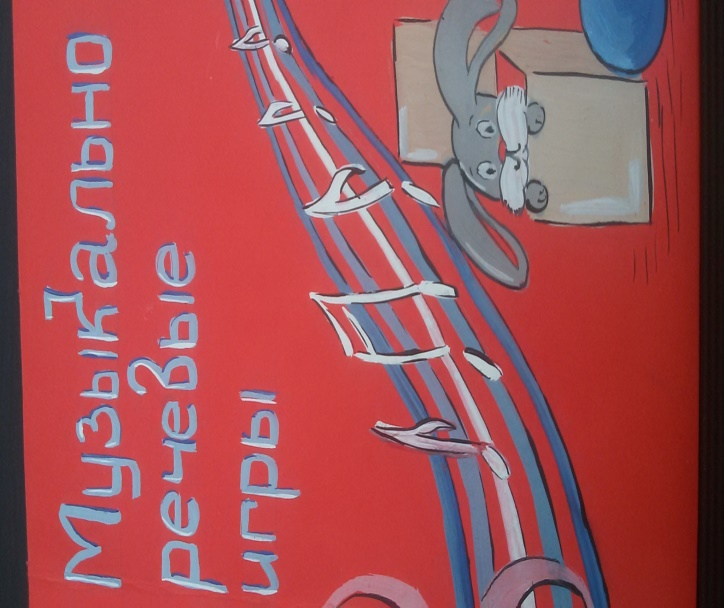 Музыкально
речевые
игры